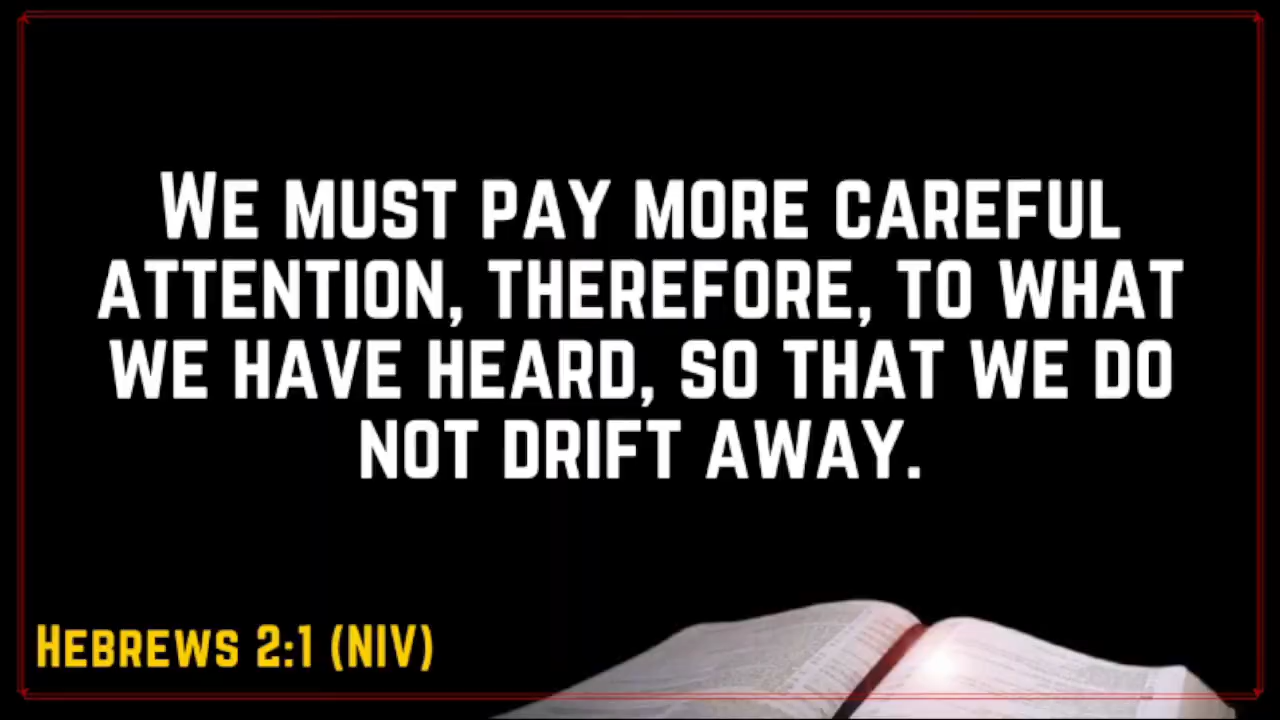 We must pay more careful
attention, therefore, to what
we have heard, so that we do
not drift away.
Hebrews 2:1 (NIV)